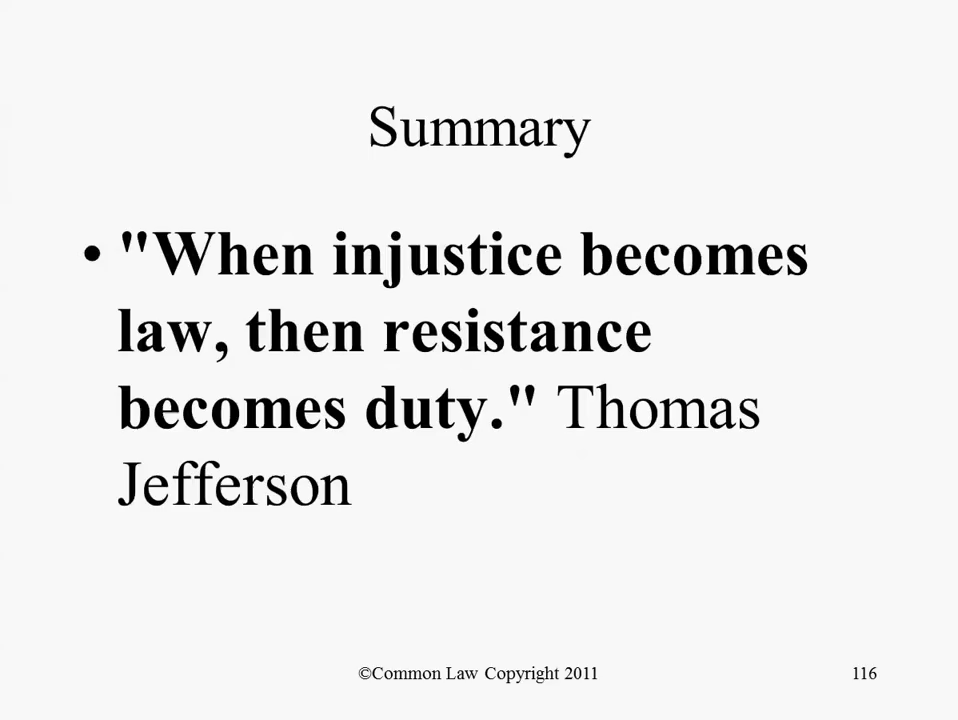 Summary
• "When injustice becomes
law, then resistance
becomes duty." Thomas
Jefferson
©Common Law Copyright 2011
116